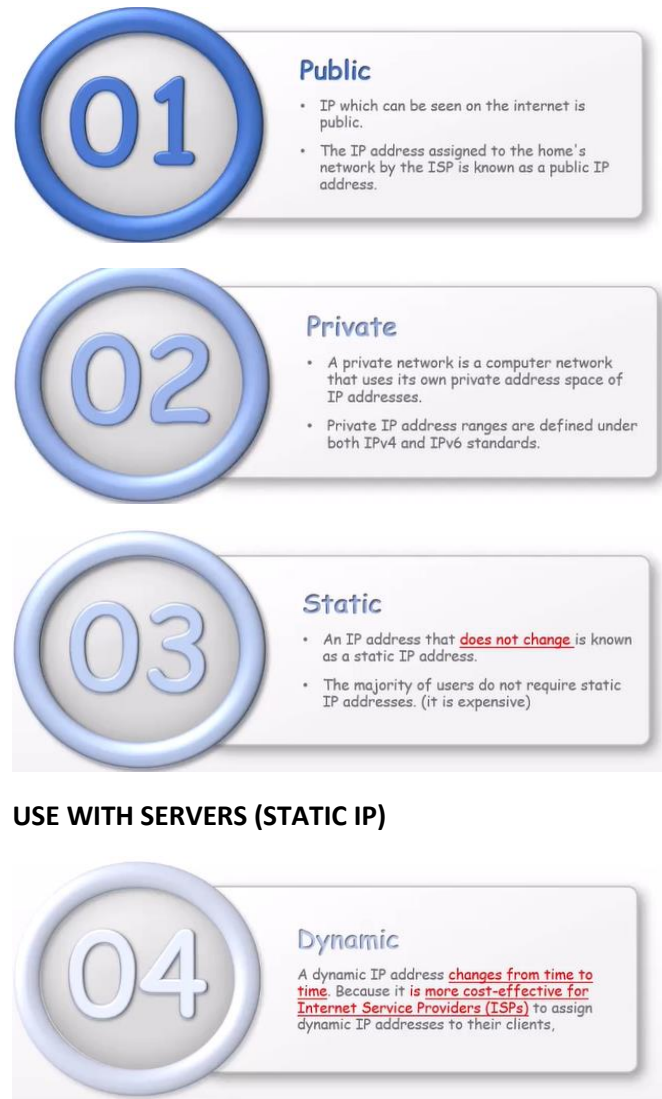 01
Public
• IP which can be seen on the internet is
public.
• The IP address assigned to the home's
network by the ISP is known as a public IP
address.
02
Private
• A private network is a computer network
that uses its own private address space of
IP addresses.
• Private IP address ranges are defined under
both IPv4 and IPv6 standards.
03
Static
• An IP address that does not change is known
as a static IP address.
• The majority of users do not require static
IP addresses. (it is expensive)
USE WITH SERVERS (STATIC IP)
04
Dynamic
A dynamic IP address changes from time to
time. Because it is more cost-effective for
Internet Service Providers (ISPs) to assign
dynamic IP addresses to their clients,